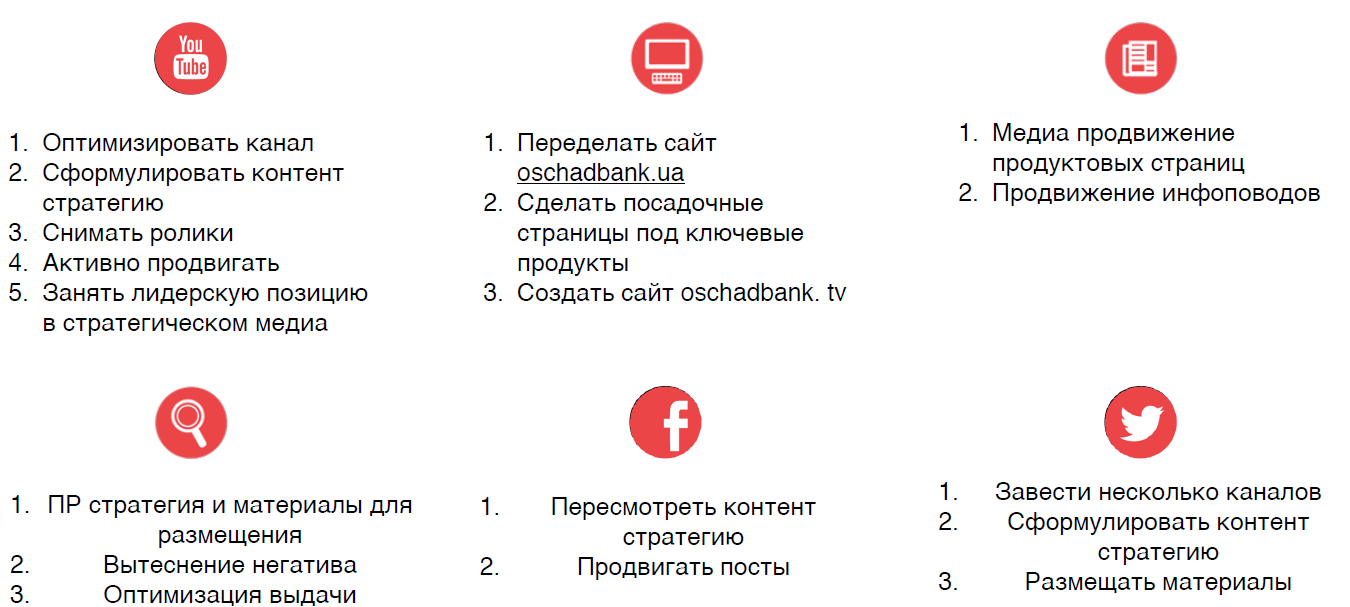 You
Tube
1. Оптимизировать канал
2. Сформулировать контент
стратегию
3. Снимать ролики
4. Активно продвигать
5. Занять лидерскую позицию
в стратегическом медиа
1. Переделать сайт
oschadbank.ua
2. Сделать посадочные
страницы под ключевые
продукты
3. Создать сайт oschadbank. tv
1. Медиа продвижение
продуктовых страниц
2. Продвижение инфоповодов
1. ПР стратегия и материалы для
размещения
2. Вытеснение негатива
3. Оптимизация выдачи
f
1. Пересмотреть контент
стратегию
2. Продвигать посты
1. Завести несколько каналов
2. Сформулировать контент
стратегию
3. Размещать материалы